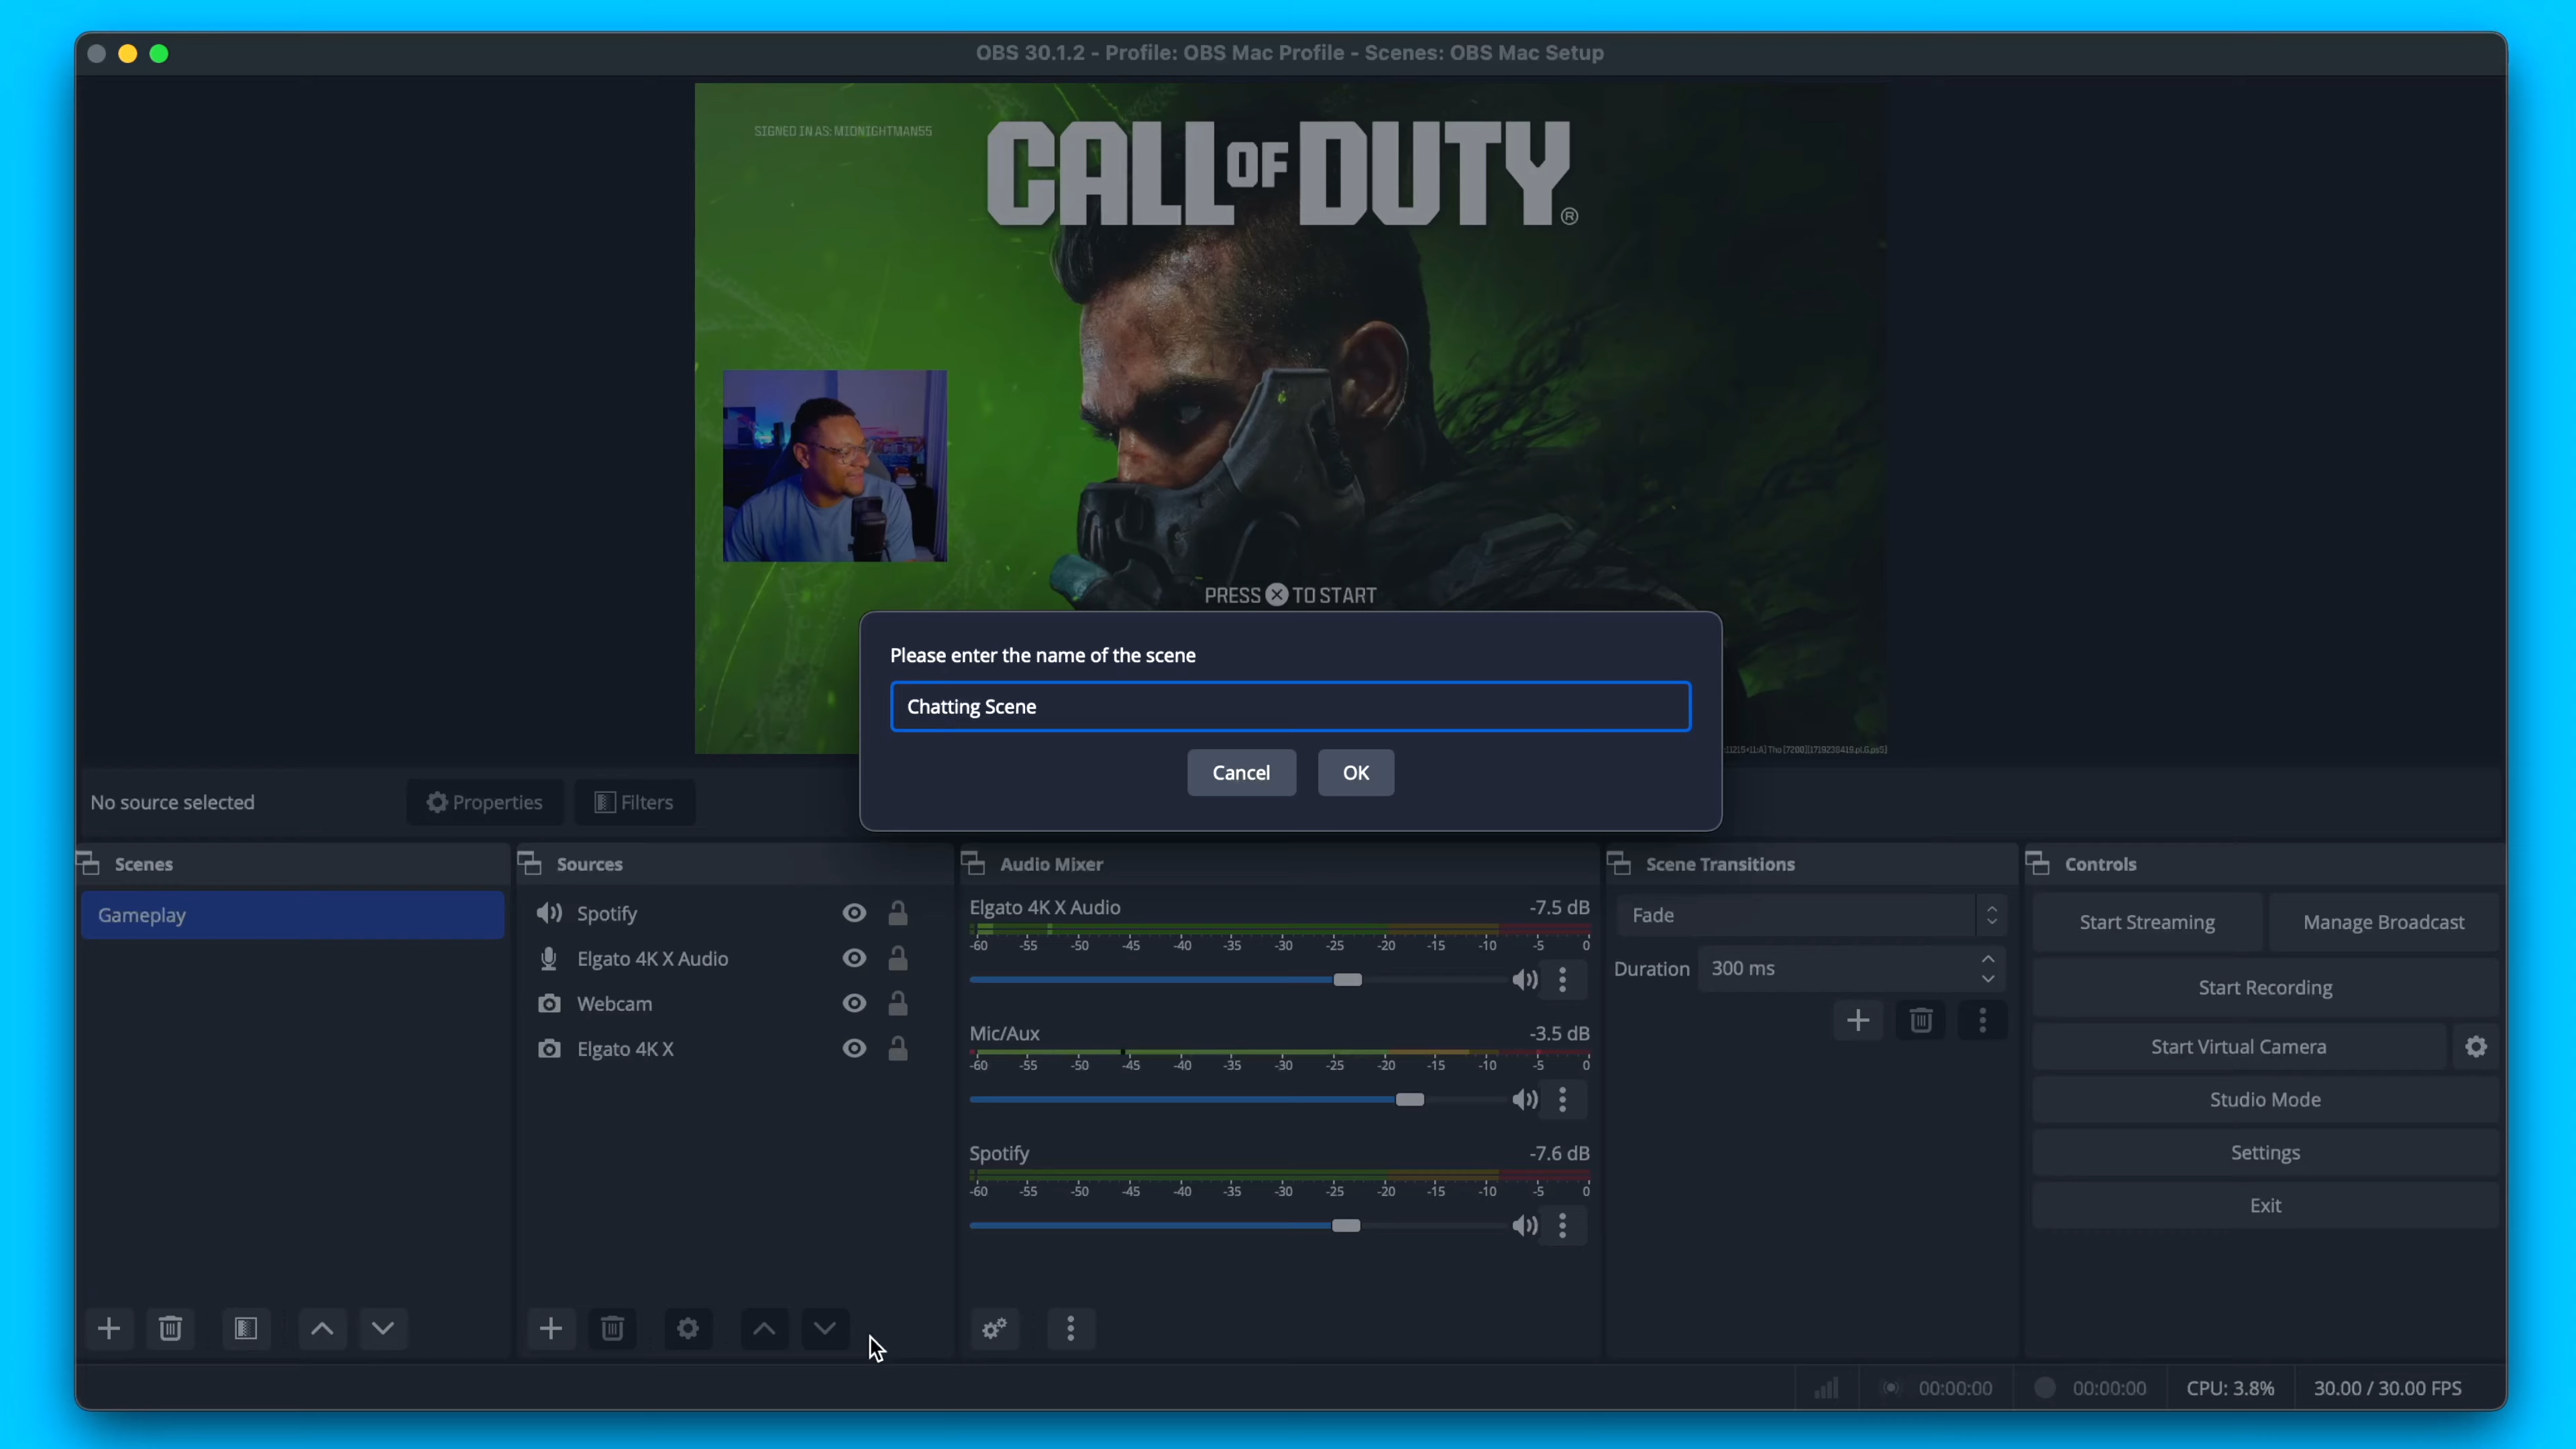 OBS 30.1.2 - Profile: OBS Mac Profile - Scenes: OBS Mac Setup
SIGNED IN AS: MIDNIGHTMAN55
CALL OF DUTY®
PRESS ⊗ TO START
Please enter the name of the scene
Chatting Scene
Cancel OK
No source selected Properties Filters
Scenes
Gameplay
Sources
Spotify
Elgato 4K X Audio
Webcam
Elgato 4K X
Audio Mixer
Elgato 4K X Audio -7.5 dB
-60 -55 -50 -45 -40 -35 -30 -25 -20 -15 -10 -5 0
Mic/Aux -3.5 dB
-60 -55 -50 -45 -40 -35 -30 -25 -20 -15 -10 -5 0
Spotify -7.6 dB
-60 -55 -50 -45 -40 -35 -30 -25 -20 -15 -10 -5 0
Scene Transitions
Fade
Duration 300 ms
Controls
Start Streaming Manage Broadcast
Start Recording
Start Virtual Camera
Studio Mode
Settings
Exit
00:00:00 00:00:00 CPU: 3.8% 30.00 / 30.00 FPS